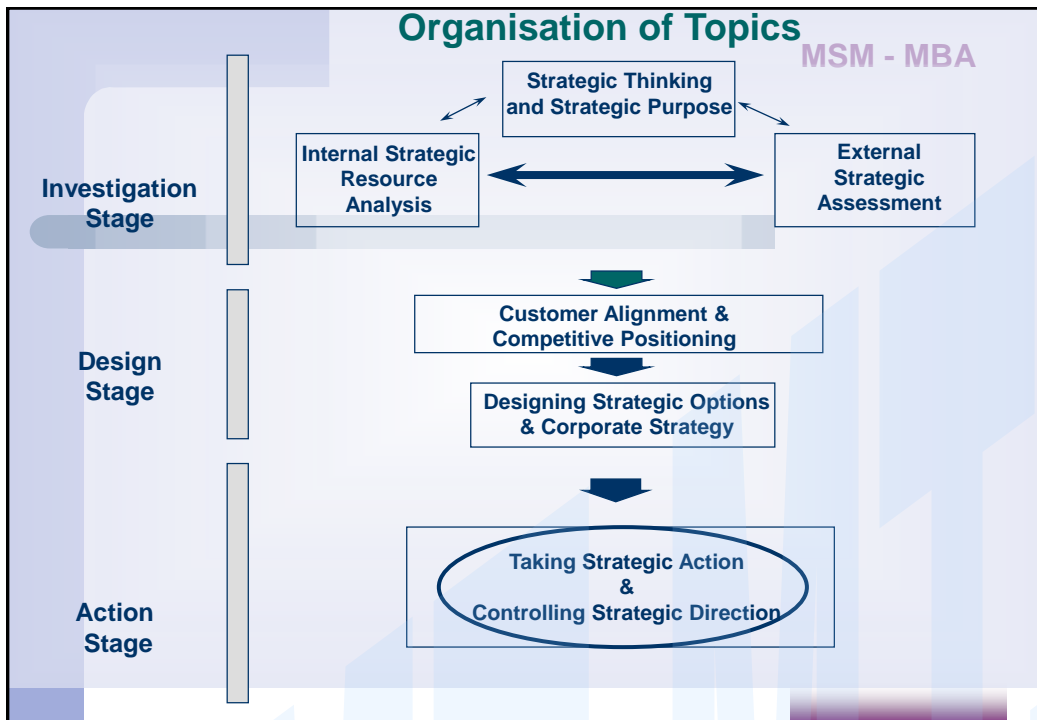 Organisation of Topics
MSM - MBA
Strategic Thinking
and Strategic Purpose
Internal Strategic
Resource
Analysis
External
Strategic
Assessment
Investigation
Stage
Customer Alignment &
Competitive Positioning
Design
Stage
Designing Strategic Options
& Corporate Strategy
Taking Strategic Action
&
Controlling Strategic Direction
Action
Stage